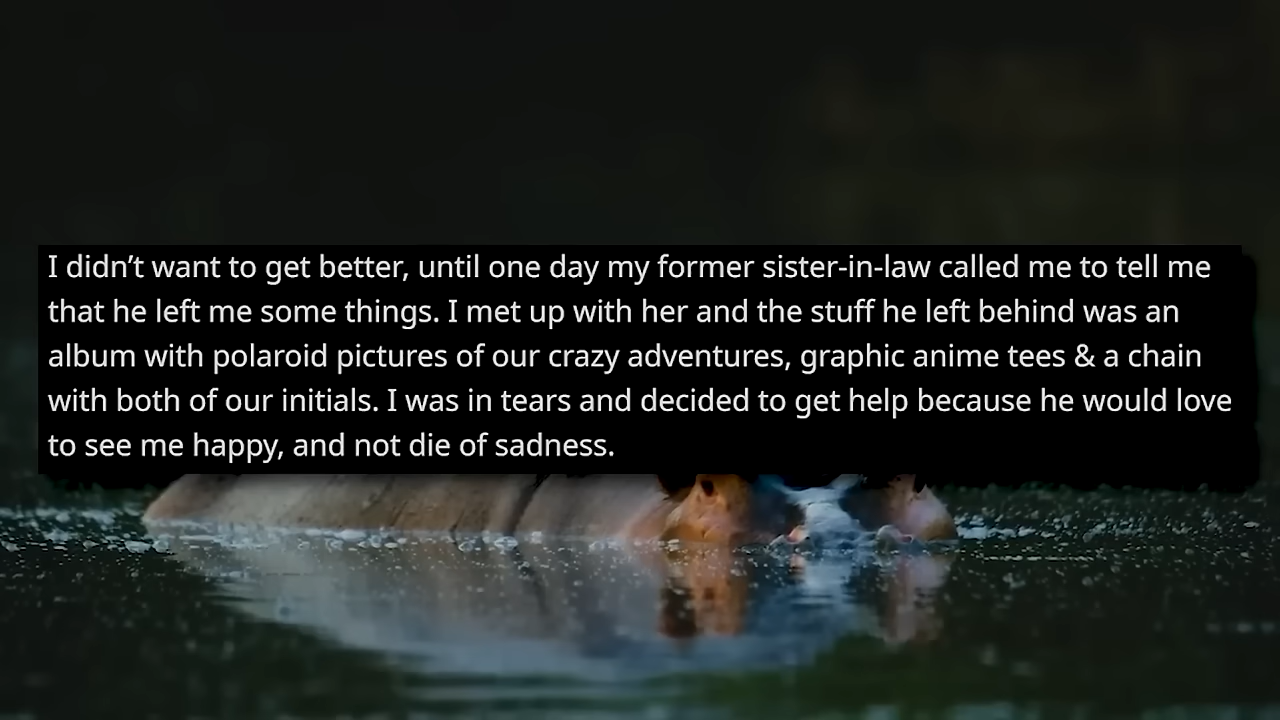 I didn’t want to get better, until one day my former sister-in-law called me to tell me
that he left me some things. I met up with her and the stuff he left behind was an
album with polaroid pictures of our crazy adventures, graphic anime tees & a chain
with both of our initials. I was in tears and decided to get help because he would love
to see me happy, and not die of sadness.